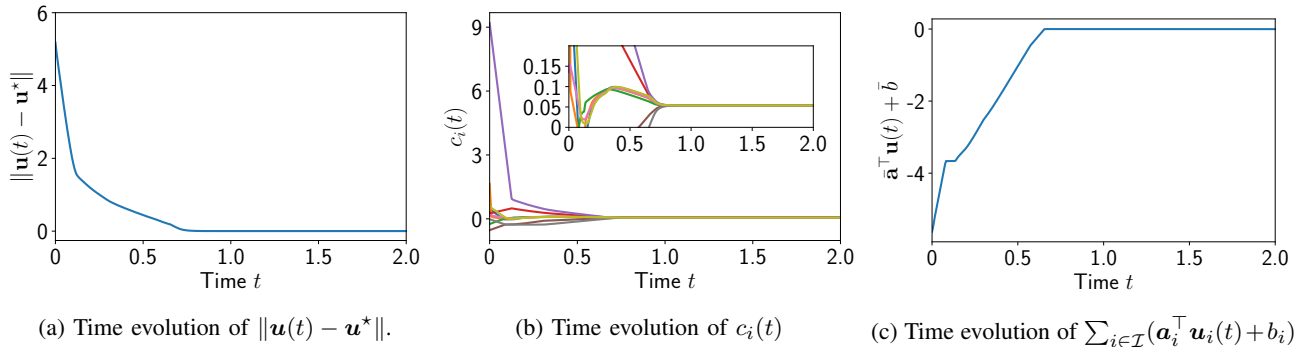 6
4
2
0
‖u(t) − u⋆‖
0.0 0.5 1.0 1.5 2.0
Time t
(a) Time evolution of ‖u(t) − u⋆‖.
9
6
3
0
c_i(t)
0.15
0.1
0.05
0
0 0.5 1.0 1.5 2.0
0.0 0.5 1.0 1.5 2.0
Time t
(b) Time evolution of c_i(t)
0
-2
-4
ā⊤u(t) + b̄
0 0.5 1.0 1.5 2.0
Time t
(c) Time evolution of ∑_{i∈ℐ}(a_i^⊤ u_i(t)+b_i)